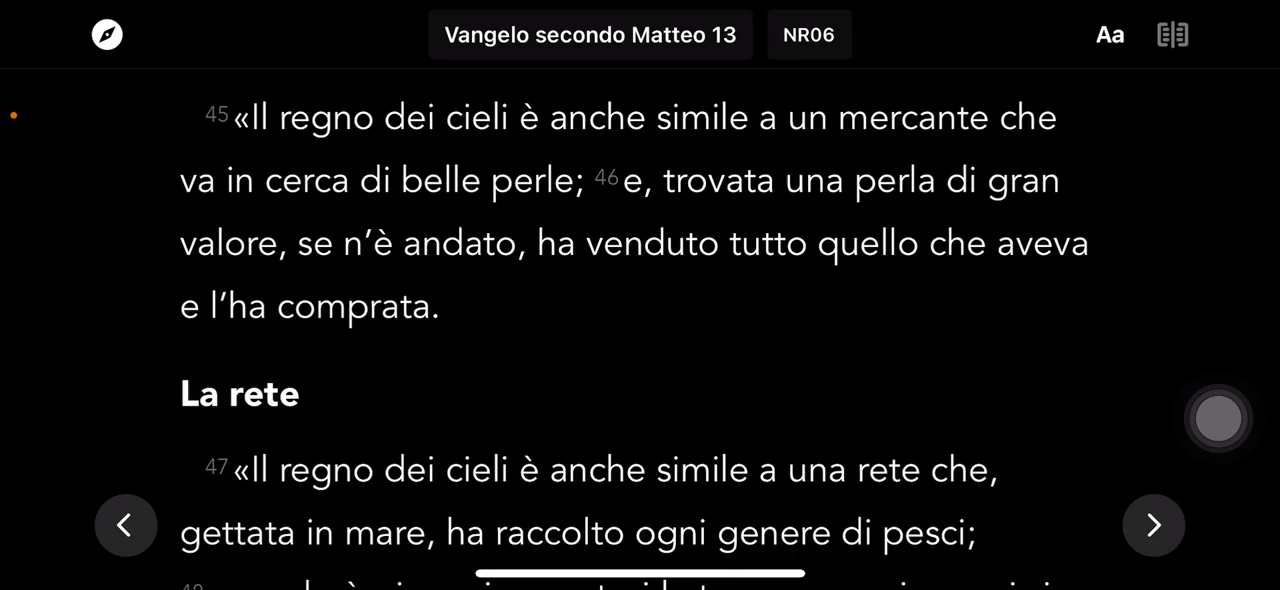 Vangelo secondo Matteo 13 NR06 Aa
45 «Il regno dei cieli è anche simile a un mercante che
va in cerca di belle perle; 46 e, trovata una perla di gran
valore, se n’è andato, ha venduto tutto quello che aveva
e l’ha comprata.
La rete
47 «Il regno dei cieli è anche simile a una rete che,
gettata in mare, ha raccolto ogni genere di pesci;